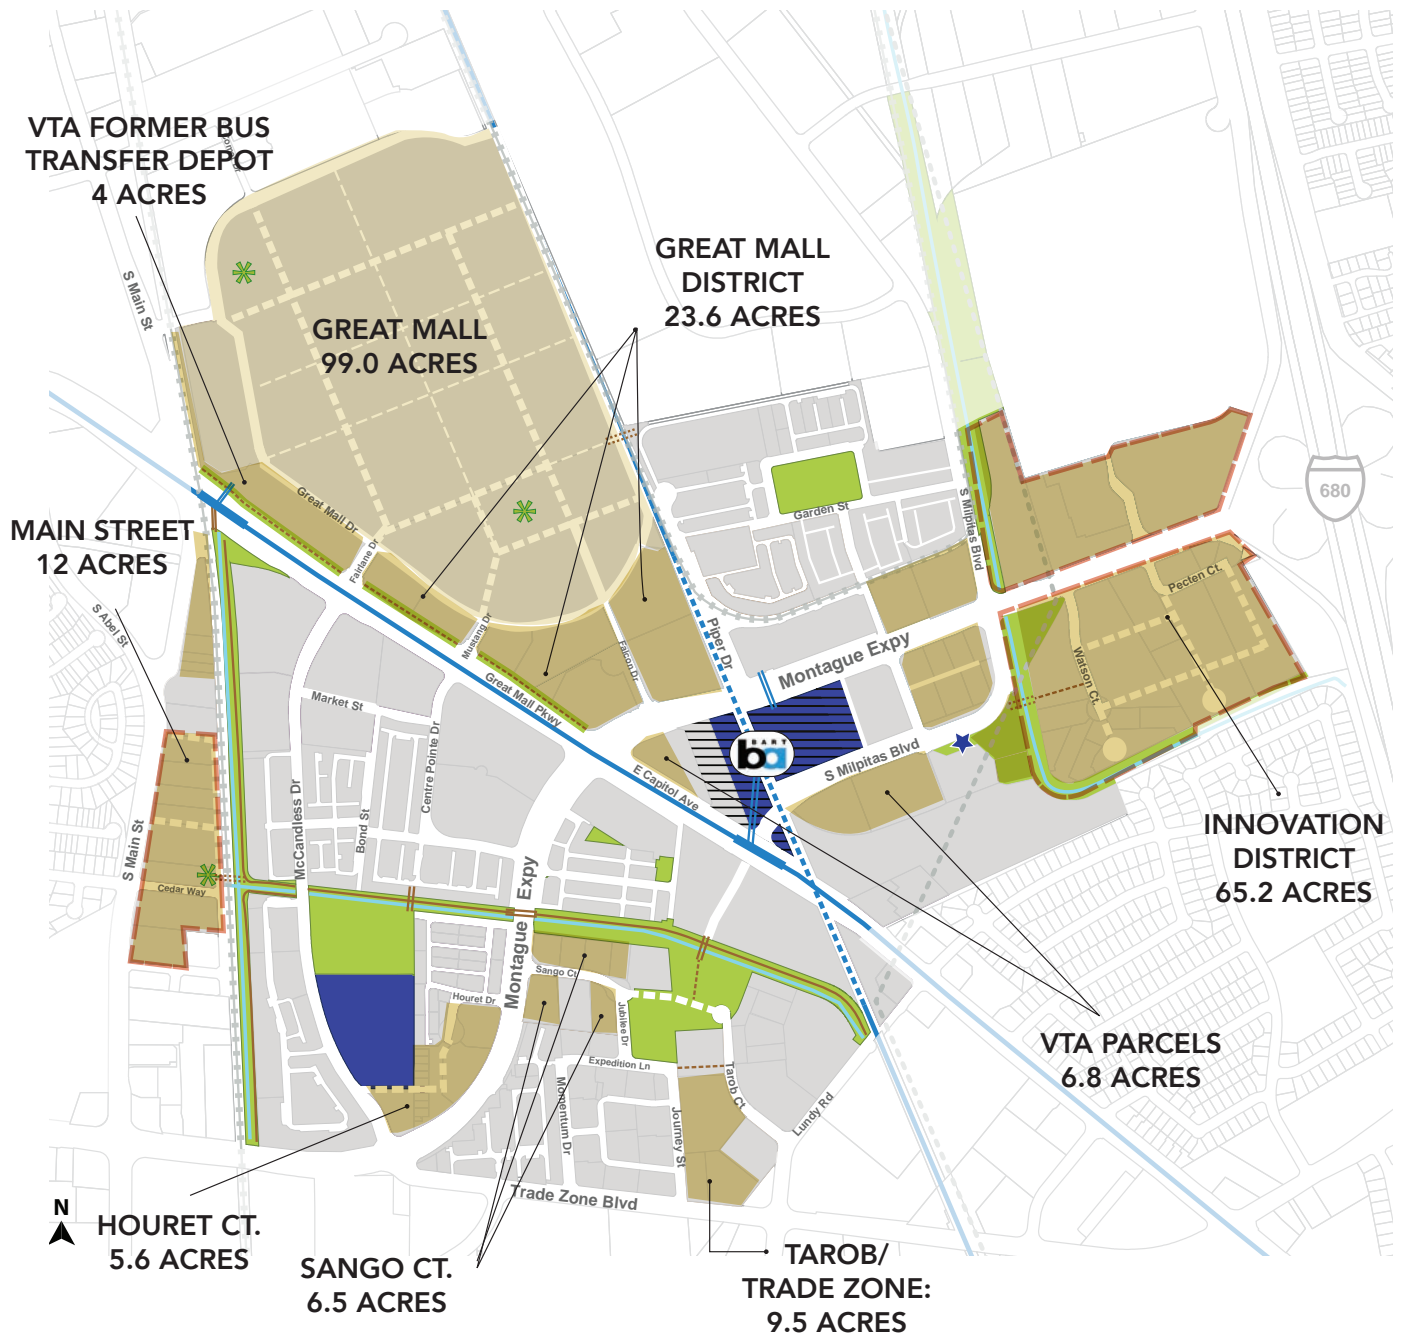 VTA FORMER BUS
TRANSFER DEPOT
4 ACRES
GREAT MALL
DISTRICT
23.6 ACRES
S Main St
GREAT MALL
99.0 ACRES
680
Great Mall Dr
Garden St
S Milpitas Blvd
MAIN STREET
12 ACRES
Fairlane Dr
Pecten Ct.
S Abel St
Mustang Dr
Falcon Dr
Piper Dr
Montague Expy
Watson Ct.
Great Mall Pkwy
Market St
Centre Pointe Dr
BART
ba
S Milpitas Blvd
E Capitol Ave
McCandless Dr
Bond St
S Main St
INNOVATION
DISTRICT
65.2 ACRES
Cedar Way
Montague Expy
Sango Ct
Houret Dr
Jubilee Dr
VTA PARCELS
6.8 ACRES
Expedition Ln
Tarob Ct
Momentum Dr
Journey St
Lundy Rd
Trade Zone Blvd
N
HOURET CT.
5.6 ACRES
SANGO CT.
6.5 ACRES
TAROB/
TRADE ZONE:
9.5 ACRES